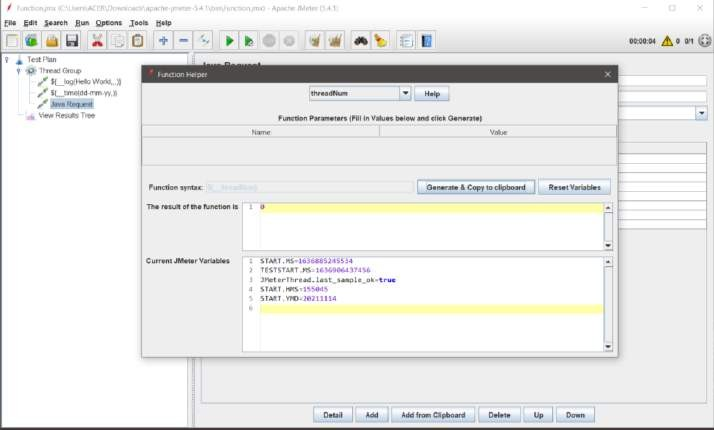 Function.jmx (C:\Users\ACER\Downloads\apache-jmeter-5.4.1\bin\Function.jmx) - Apache JMeter (5.4.1)
File Edit Search Run Options Tools Help
00:00:04 0 0/1
Test Plan
Thread Group
${__log(Hello World,,,)}
${__time(dd-mm-yy,)}
Java Request
View Results Tree
Java Request
Function Helper
threadNum Help
Function Parameters (Fill in Values below and click Generate)
Name Value
Function syntax: ${__threadNum} Generate & Copy to clipboard Reset Variables
The result of the function is 1 0
Current JMeter Variables 1 START.MS=1636885245534
2 TESTSTART.MS=1636906437456
3 JMeterThread.last_sample_ok=true
4 START.HMS=155045
5 START.YMD=20211114
6
Detail Add Add from Clipboard Delete Up Down